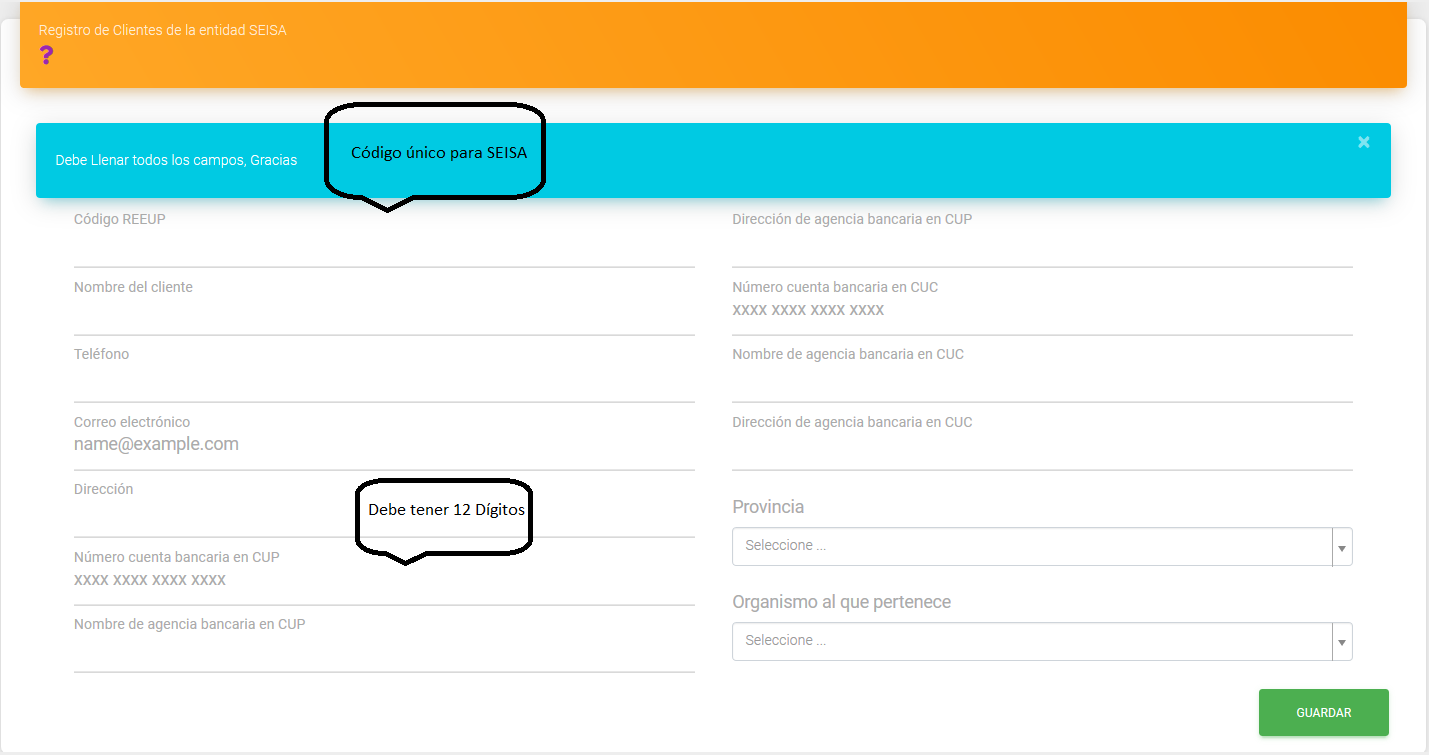 Registro de Clientes de la entidad SEISA
?
Debe Llenar todos los campos, Gracias
Código único para SEISA
×
Código REEUP
Nombre del cliente
Teléfono
Correo electrónico
name@example.com
Dirección
Debe tener 12 Dígitos
Número cuenta bancaria en CUP
XXXX XXXX XXXX XXXX
Nombre de agencia bancaria en CUP
Dirección de agencia bancaria en CUP
Número cuenta bancaria en CUC
XXXX XXXX XXXX XXXX
Nombre de agencia bancaria en CUC
Dirección de agencia bancaria en CUC
Provincia
Seleccione ...
Organismo al que pertenece
Seleccione ...
GUARDAR